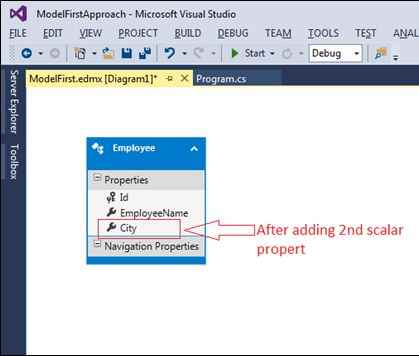 ModelFirstApproach - Microsoft Visual Studio
FILE EDIT VIEW PROJECT BUILD DEBUG TEAM TOOLS TEST AN
Start Debug
ModelFirst.edmx [Diagram1]* Program.cs
Server Explorer
Toolbox
Employee
Properties
Id
EmployeeName
City
Navigation Properties
After adding 2nd scalar
propert